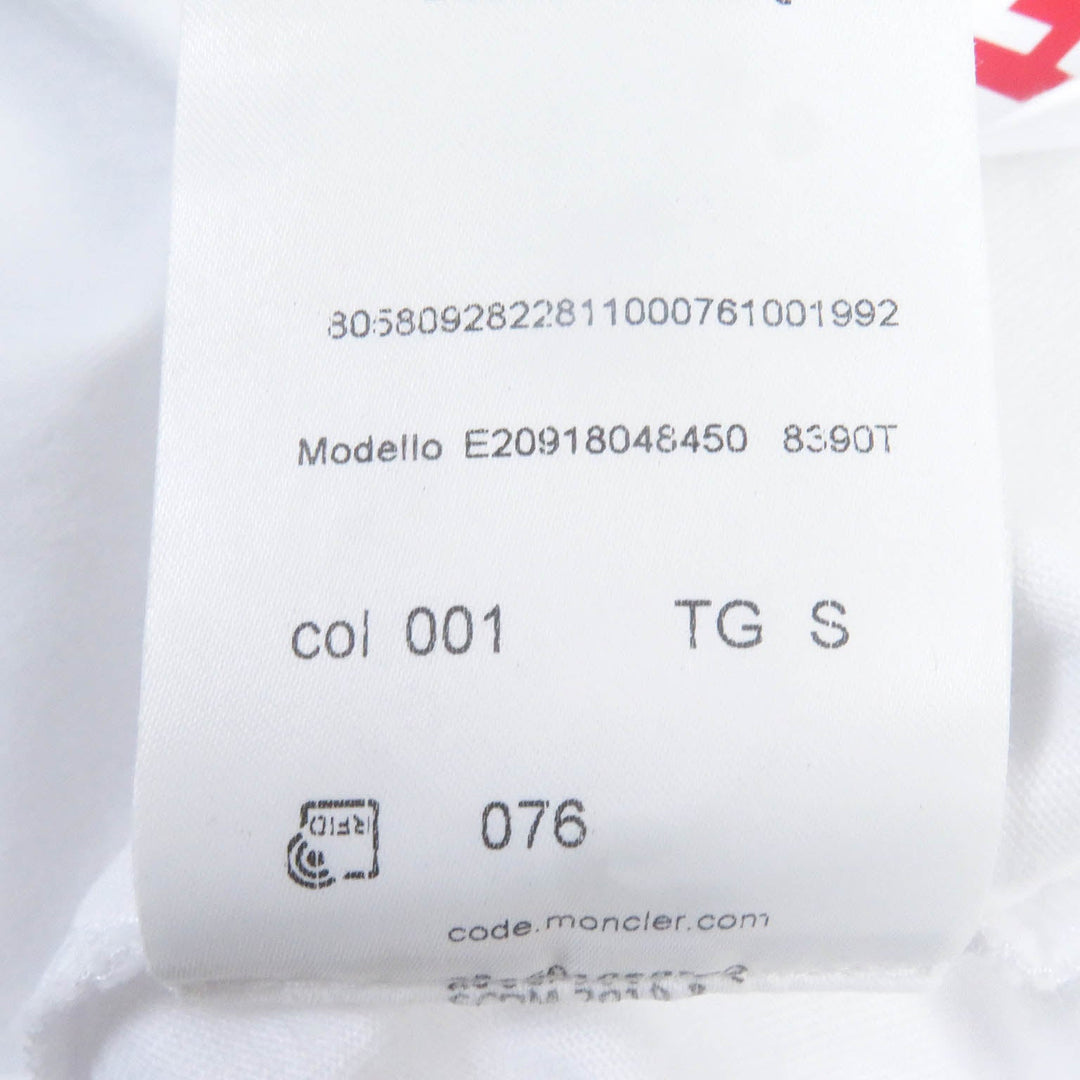 8058092822811000761001992
Modello E20918048450 8390T
col 001 TG S
RFID 076
code.moncler.com